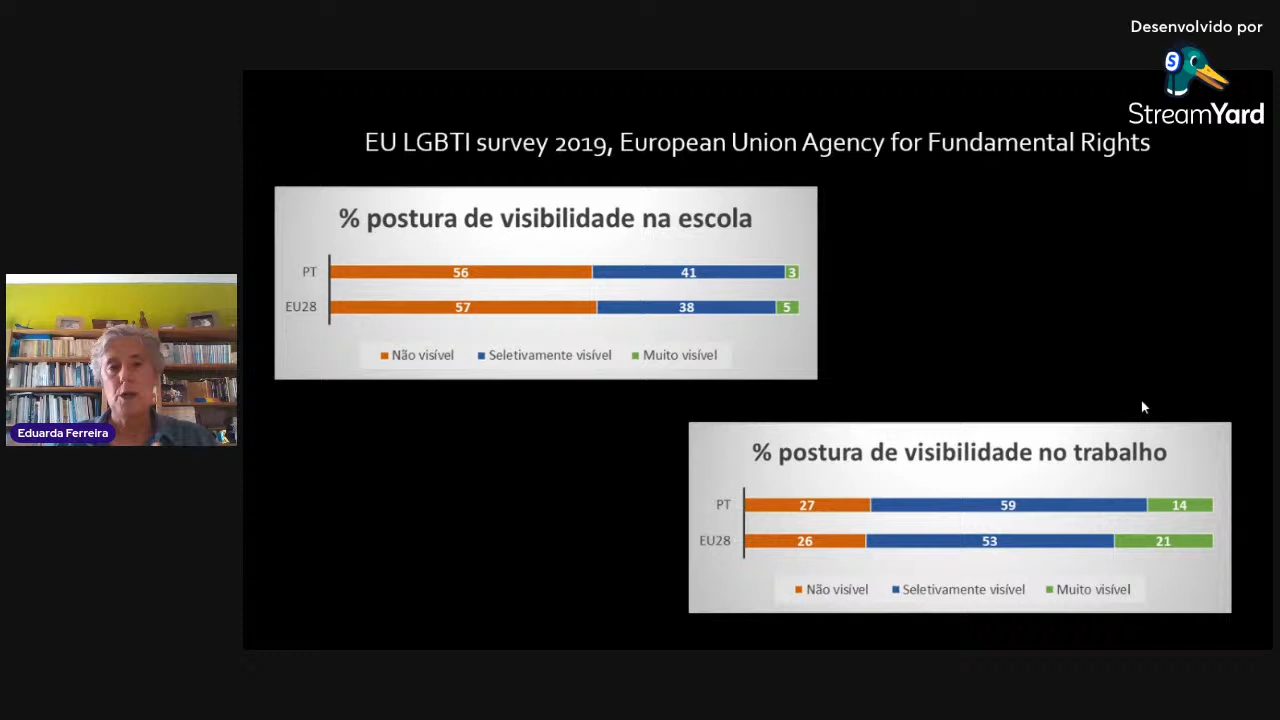 Desenvolvido por
StreamYard
EU LGBTI survey 2019, European Union Agency for Fundamental Rights
% postura de visibilidade na escola
PT 56 41 3
EU28 57 38 5
Não visível Seletivamente visível Muito visível
Eduarda Ferreira
% postura de visibilidade no trabalho
PT 27 59 14
EU28 26 53 21
Não visível Seletivamente visível Muito visível